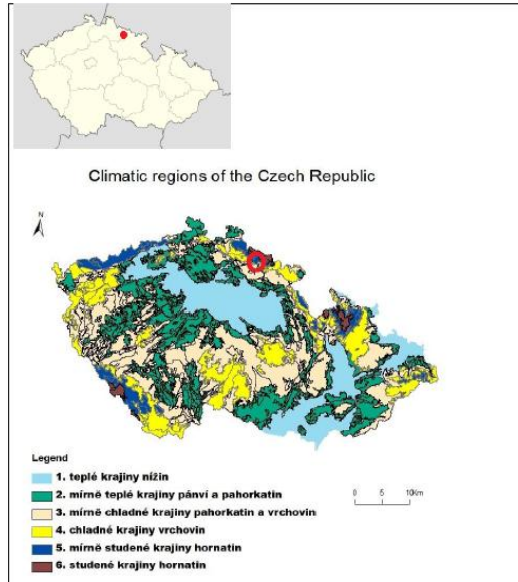 Climatic regions of the Czech Republic
N
Legend
1. teplé krajiny nížin
2. mírně teplé krajiny pánví a pahorkatin
3. mírně chladné krajiny pahorkatin a vrchovin
4. chladné krajiny vrchovin
5. mírně studené krajiny hornatin
6. studené krajiny hornatin
0 5 10Km